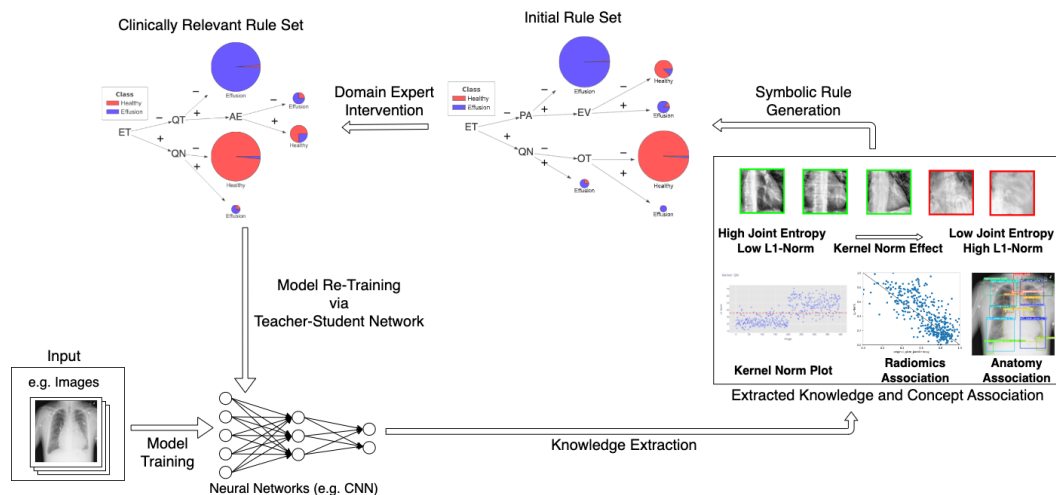 Clinically Relevant Rule Set
Class
Healthy
Effusion
ET
−
+
QT
−
+
Effusion
AE
−
+
Effusion
Healthy
QN
−
+
Healthy
Effusion
Domain Expert
Intervention
Initial Rule Set
Class
Healthy
Effusion
ET
−
+
PA
−
+
Effusion
EV
−
+
Healthy
Effusion
QN
−
+
OT
−
+
Effusion
Healthy
Effusion
Symbolic Rule
Generation
High Joint Entropy
Low L1-Norm
Kernel Norm Effect
Low Joint Entropy
High L1-Norm
Kernel Norm Plot
Radiomics
Association
Anatomy
Association
Extracted Knowledge and Concept Association
Model Re-Training
via
Teacher-Student Network
Input
e.g. Images
Model
Training
Neural Networks (e.g. CNN)
Knowledge Extraction